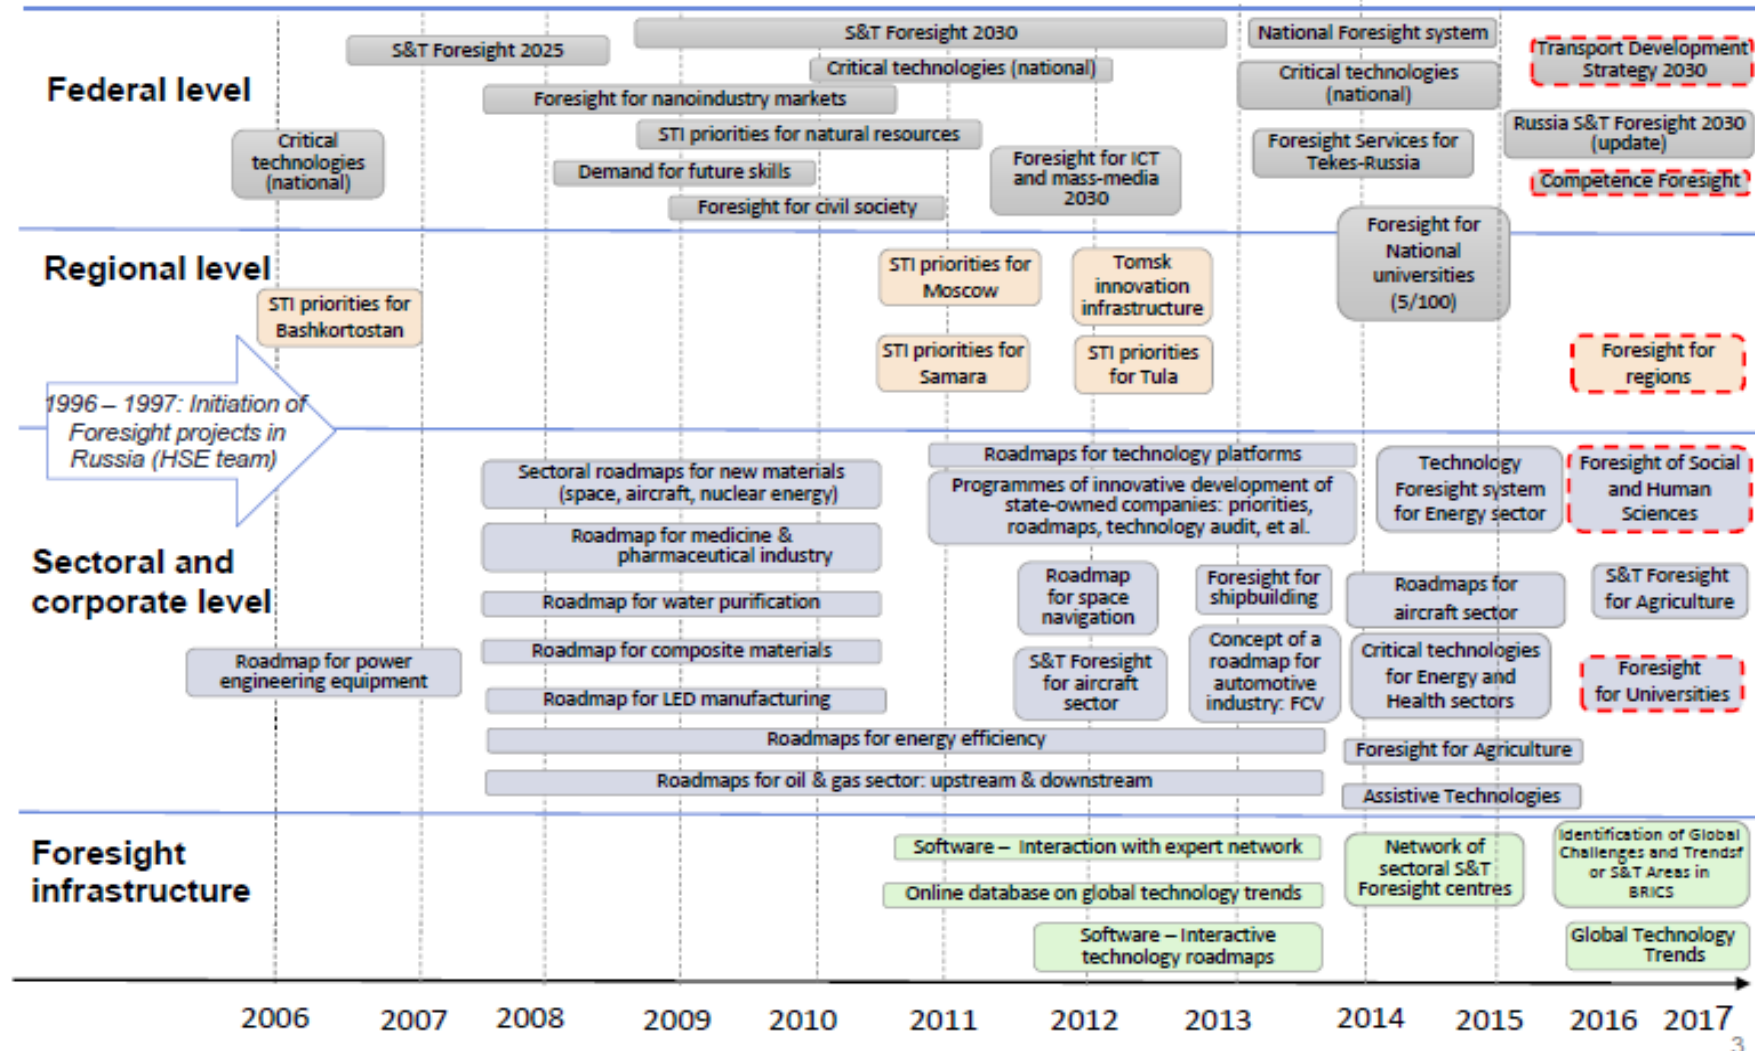 Federal level
S&T Foresight 2025
S&T Foresight 2030
Critical technologies (national)
Foresight for nanoindustry markets
STI priorities for natural resources
Demand for future skills
Foresight for civil society
Critical
technologies
(national)
Foresight for ICT
and mass-media
2030
National Foresight system
Critical technologies
(national)
Foresight Services for
Tekes-Russia
Foresight for
National
universities
(5/100)
Transport Development
Strategy 2030
Russia S&T Foresight 2030
(update)
Competence Foresight
Regional level
STI priorities for
Bashkortostan
STI priorities for
Moscow
Tomsk
innovation
infrastructure
STI priorities for
Samara
STI priorities
for Tula
Foresight for
regions
1996 – 1997: Initiation of
Foresight projects in
Russia (HSE team)
Sectoral and
corporate level
Roadmap for power
engineering equipment
Sectoral roadmaps for new materials
(space, aircraft, nuclear energy)
Roadmap for medicine &
pharmaceutical industry
Roadmap for water purification
Roadmap for composite materials
Roadmap for LED manufacturing
Roadmaps for energy efficiency
Roadmaps for oil & gas sector: upstream & downstream
Roadmaps for technology platforms
Programmes of innovative development of
state-owned companies: priorities,
roadmaps, technology audit, et al.
Roadmap
for space
navigation
S&T Foresight
for aircraft
sector
Foresight for
shipbuilding
Concept of a
roadmap for
automotive
industry: FCV
Technology
Foresight system
for Energy sector
Roadmaps for
aircraft sector
Critical technologies
for Energy and
Health sectors
Foresight for Agriculture
Assistive Technologies
Foresight of Social
and Human
Sciences
S&T Foresight
for Agriculture
Foresight
for Universities
Foresight
infrastructure
Software – Interaction with expert network
Online database on global technology trends
Software – Interactive
technology roadmaps
Network of
sectoral S&T
Foresight centres
Identification of Global
Challenges and Trendsf
or S&T Areas in
BRICS
Global Technology
Trends
2006 2007 2008 2009 2010 2011 2012 2013 2014 2015 2016 2017
3